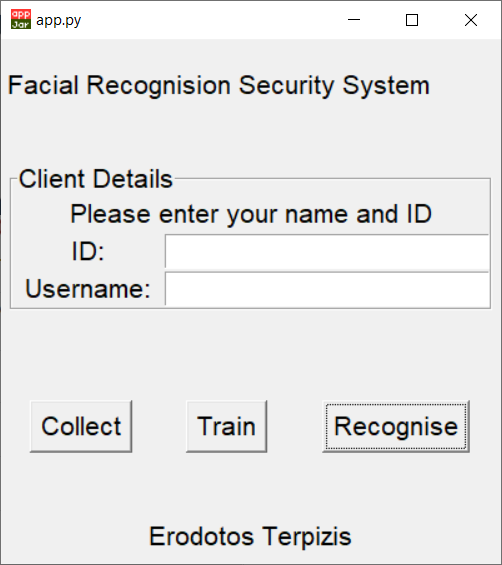 app Jar app.py
Facial Recognision Security System
Client Details
Please enter your name and ID
ID:
Username:
Collect Train Recognise
Erodotos Terpizis